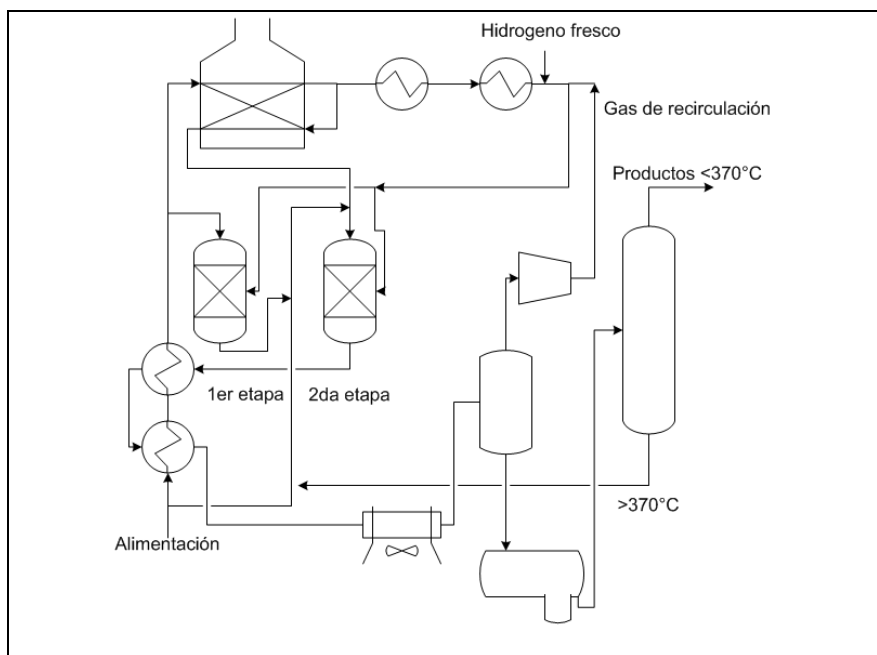 Hidrogeno fresco
Gas de recirculación
Productos <370°C
1er etapa
2da etapa
>370°C
Alimentación